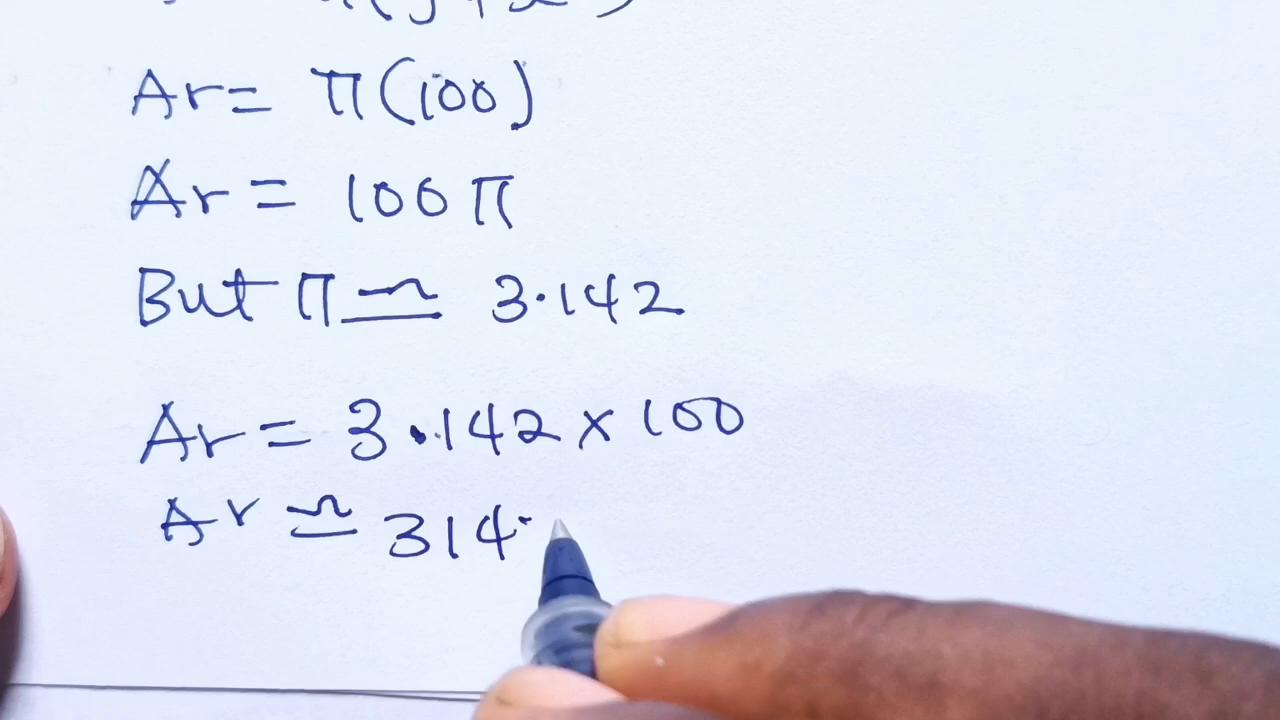 Ar = π(100)
Ar = 100π
But π ≃ 3·142
Ar = 3·142 × 100
Ar ≃ 314·